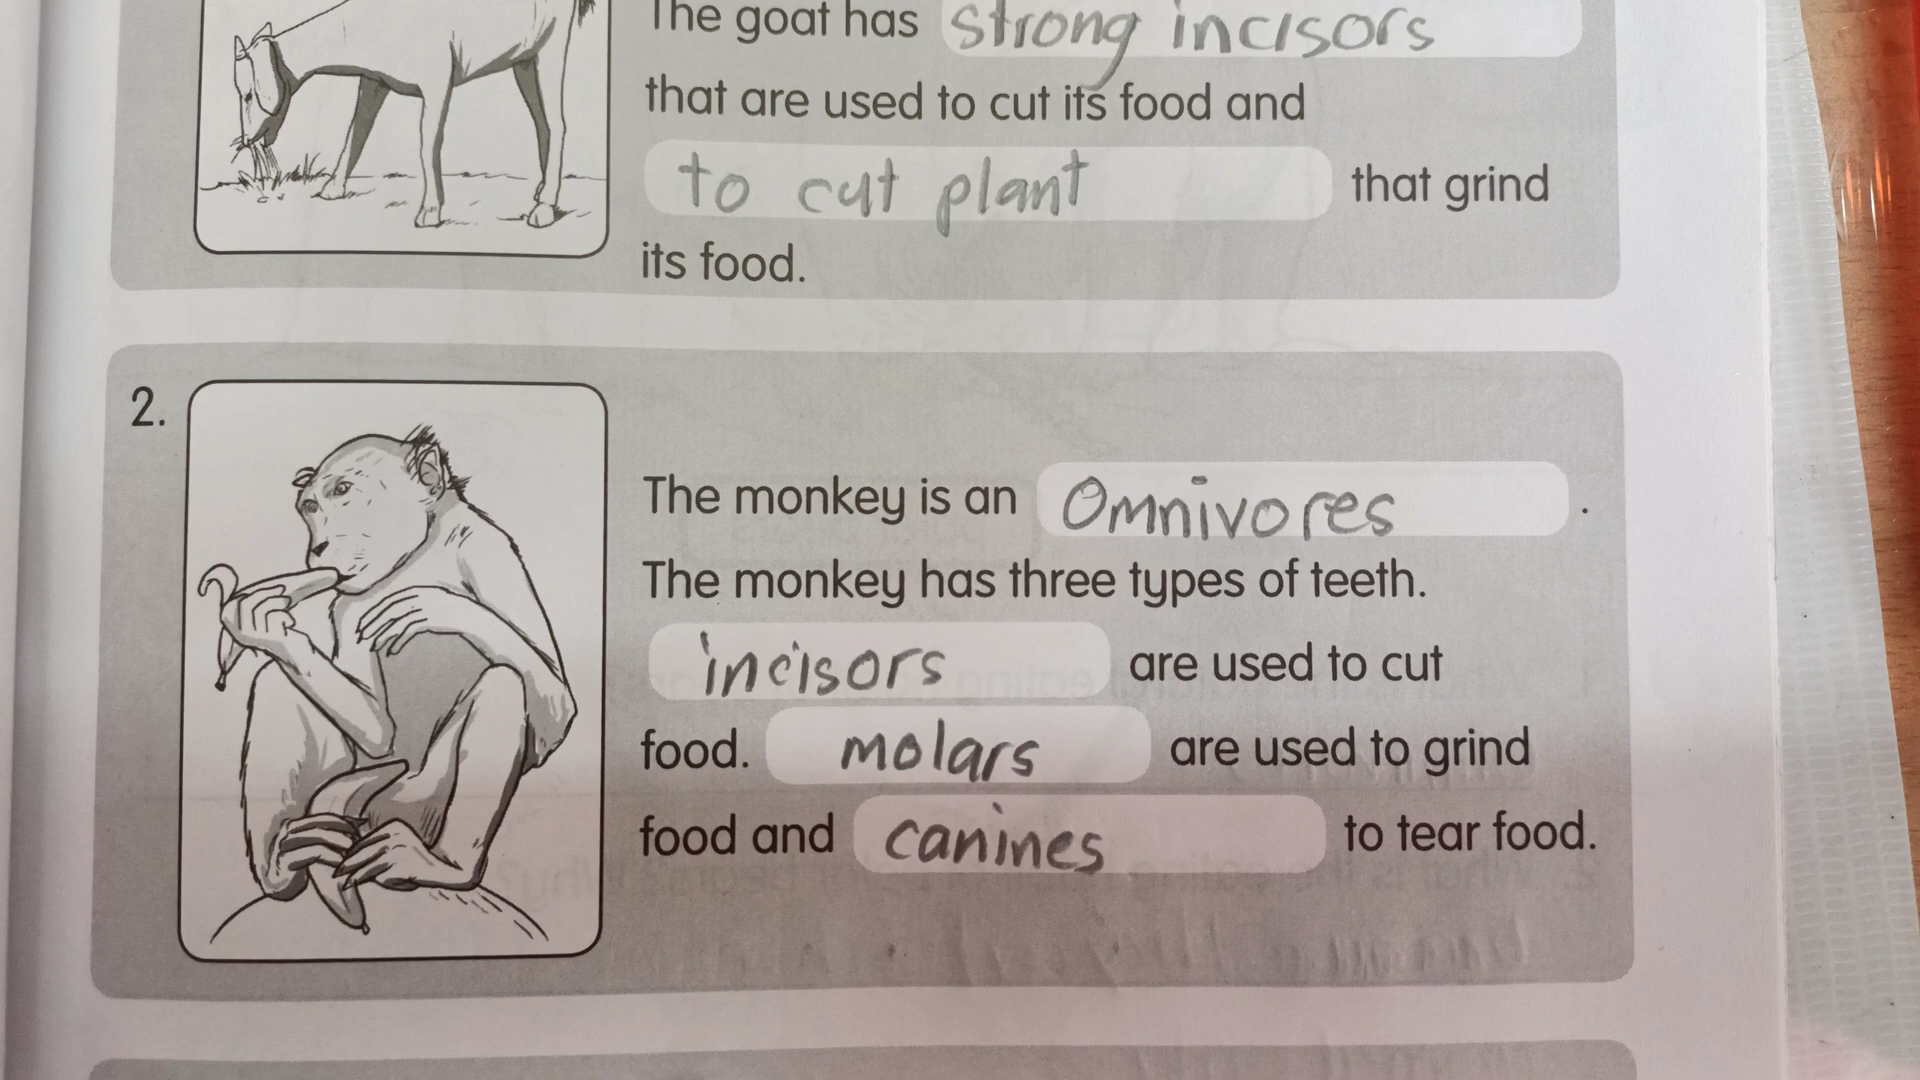 The goat has strong incisors
that are used to cut its food and
to cut plant that grind
its food.
2.
The monkey is an Omnivores .
The monkey has three types of teeth.
incisors are used to cut
food. molars are used to grind
food and canines to tear food.